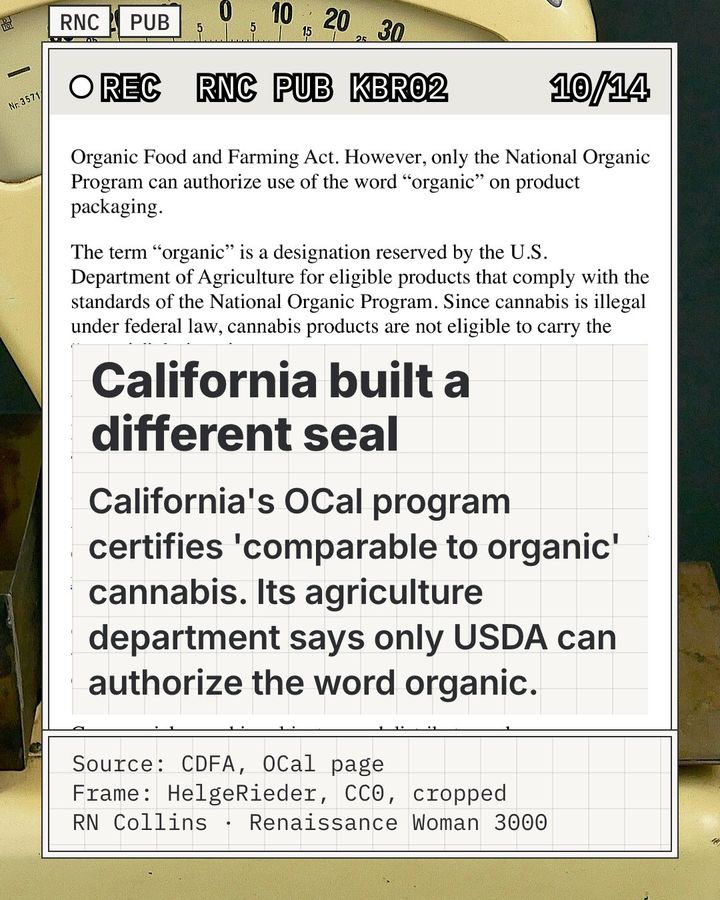 RNC PUB
0 10 20 30
5 5 15 25
Nr. 3571
REC RNC PUB KBR02 10/14
Organic Food and Farming Act. However, only the National Organic
Program can authorize use of the word “organic” on product
packaging.
The term “organic” is a designation reserved by the U.S.
Department of Agriculture for eligible products that comply with the
standards of the National Organic Program. Since cannabis is illegal
under federal law, cannabis products are not eligible to carry the
California built a
different seal
California's OCal program
certifies 'comparable to organic'
cannabis. Its agriculture
department says only USDA can
authorize the word organic.
Source: CDFA, OCal page
Frame: HelgeRieder, CC0, cropped
RN Collins · Renaissance Woman 3000